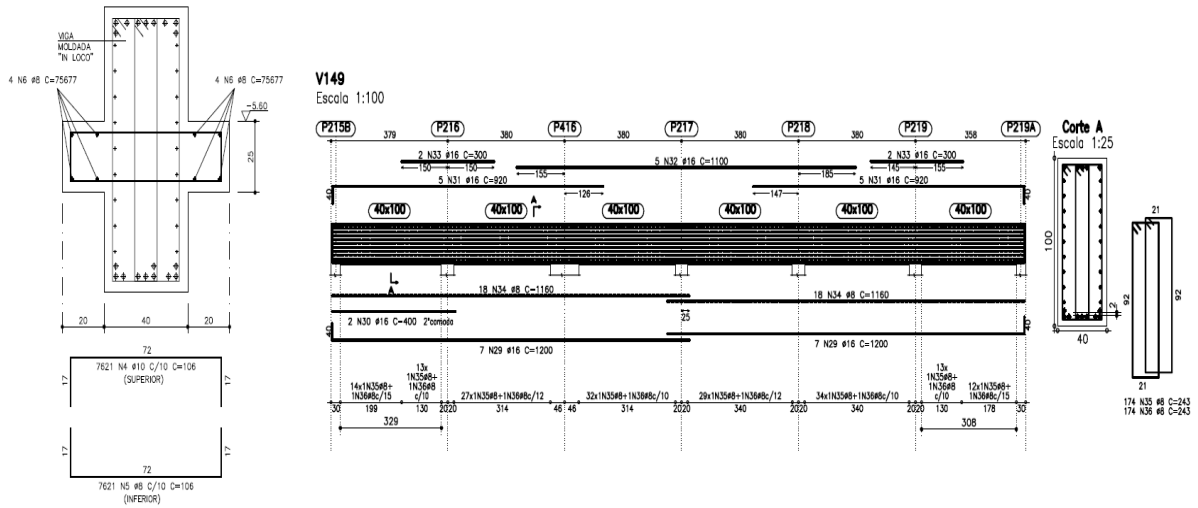 VIGA
MOLDADA
"IN LOCO"
4 N6 ø8 C=75677
4 N6 ø8 C=75677
-5.60
25
20
40
20
72
17
17
7621 N4 ø10 C/10 C=106
(SUPERIOR)
17
17
72
7621 N5 ø8 C/10 C=106
(INFERIOR)
V149
Escala 1:100
P215B
P216
P416
P217
P218
P219
P219A
379
380
380
380
380
358
2 N33 ø16 C=300
150
150
5 N32 ø16 C=1100
155
185
2 N33 ø16 C=300
145
155
40
5 N31 ø16 C=920
126
5 N31 ø16 C=920
147
40
A
40x100
40x100
40x100
40x100
40x100
40x100
A
18 N34 ø8 C=1160
18 N34 ø8 C=1160
2 N30 ø16 C=400 2ªcamada
25
40
7 N29 ø16 C=1200
7 N29 ø16 C=1200
40
14x1N35ø8+
1N36ø8c/15
13x
1N35ø8+
1N36ø8
c/10
27x1N35ø8+1N36ø8c/12
32x1N35ø8+1N36ø8c/10
29x1N35ø8+1N36ø8c/12
34x1N35ø8+1N36ø8c/10
13x
1N35ø8+
1N36ø8
c/10
12x1N35ø8+
1N36ø8c/15
30
199
130
2020
314
46
46
314
2020
340
2020
340
2020
130
178
30
329
308
Corte A
Escala 1:25
100
2
40
21
92
92
21
174 N35 ø8 C=243
174 N36 ø8 C=243